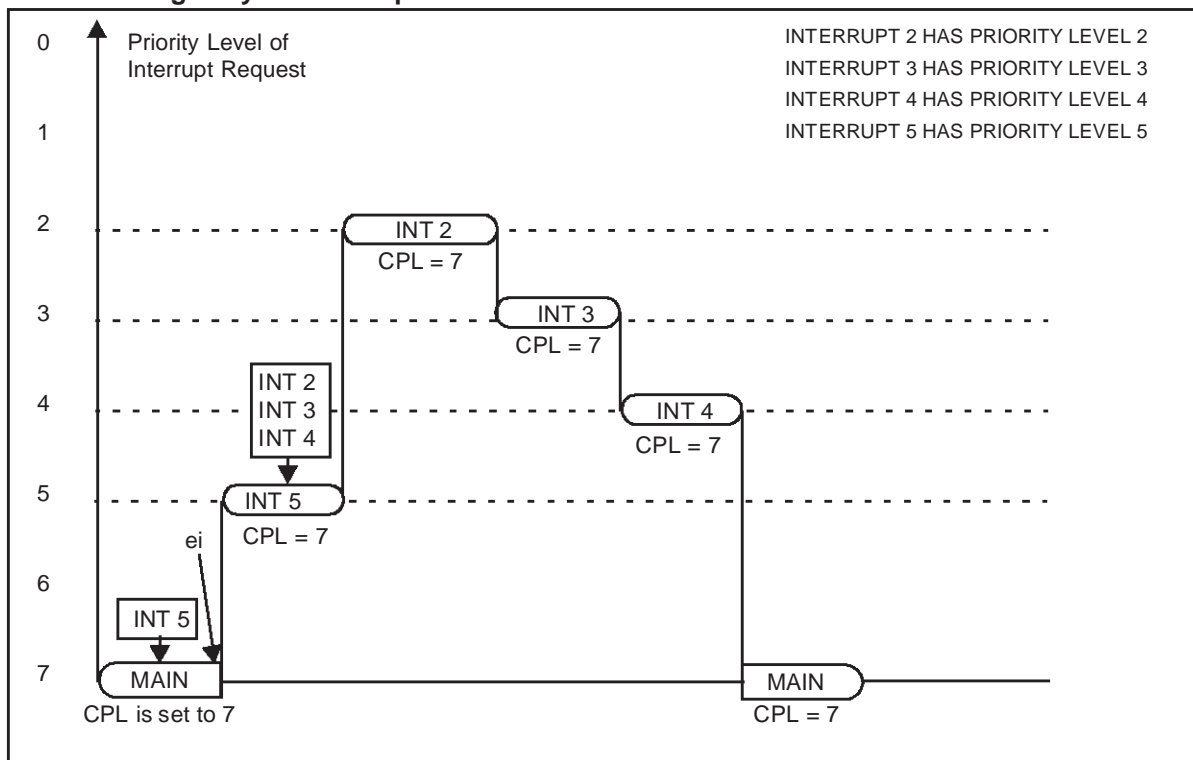 0
Priority Level of
Interrupt Request
INTERRUPT 2 HAS PRIORITY LEVEL 2
INTERRUPT 3 HAS PRIORITY LEVEL 3
INTERRUPT 4 HAS PRIORITY LEVEL 4
INTERRUPT 5 HAS PRIORITY LEVEL 5
1
2
INT 2
CPL = 7
3
INT 3
CPL = 7
INT 2
INT 3
INT 4
4
INT 4
CPL = 7
5
INT 5
CPL = 7
ei
6
INT 5
7
MAIN
CPL is set to 7
MAIN
CPL = 7